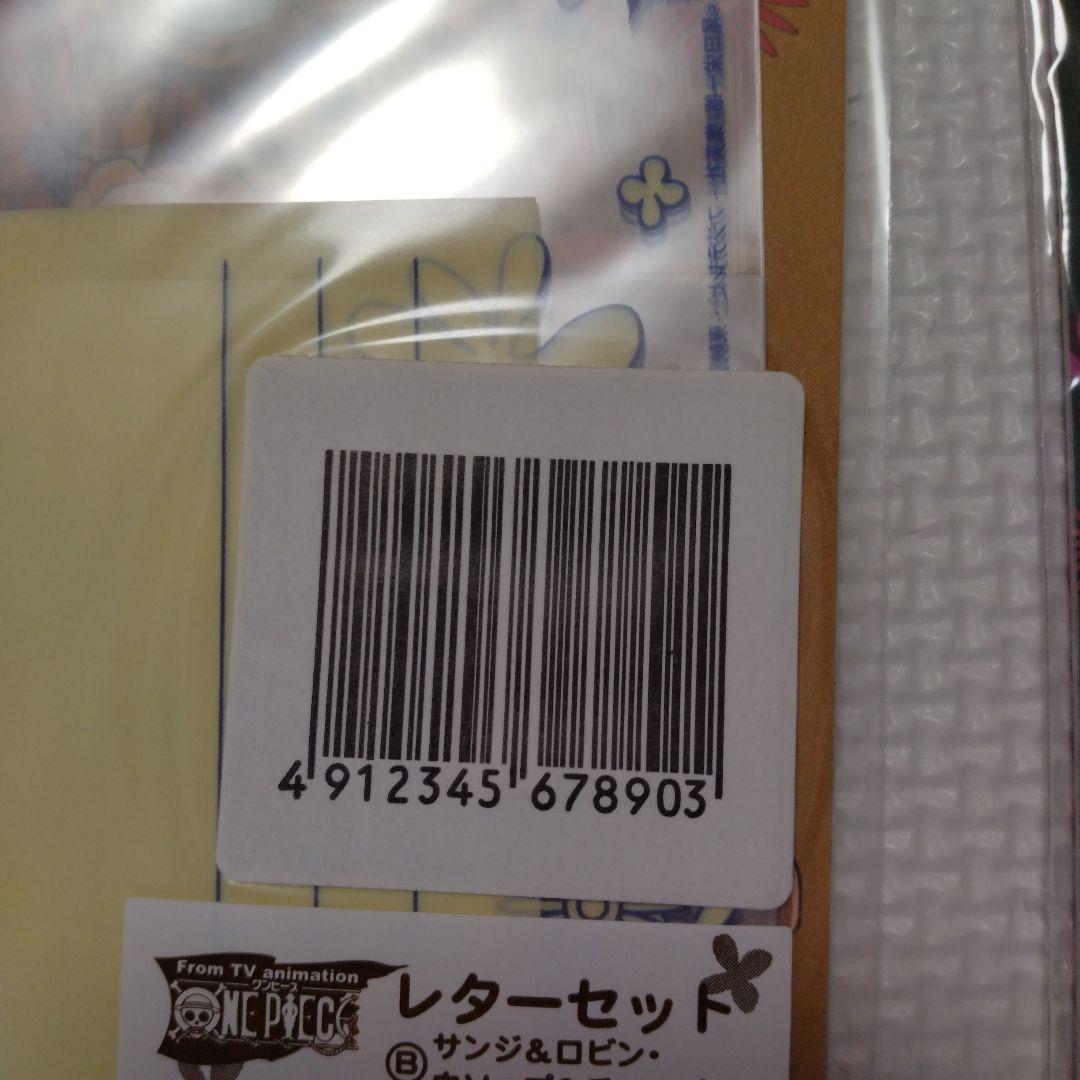 4 912345 678903
From TV animation
ワンピース
ONE PIECE
レターセット
Ⓑ サンジ&ロビン・